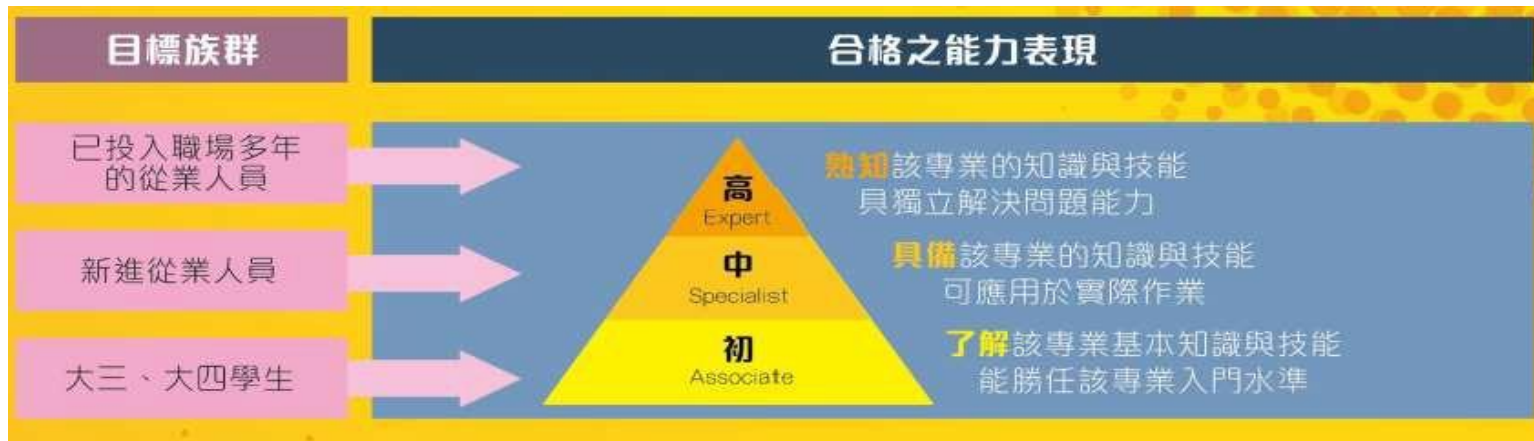 目標族群
合格之能力表現
已投入職場多年
的從業人員
高
Expert
熟知該專業的知識與技能
具獨立解決問題能力
新進從業人員
中
Specialist
具備該專業的知識與技能
可應用於實際作業
大三、大四學生
初
Associate
了解該專業基本知識與技能
能勝任該專業入門水準